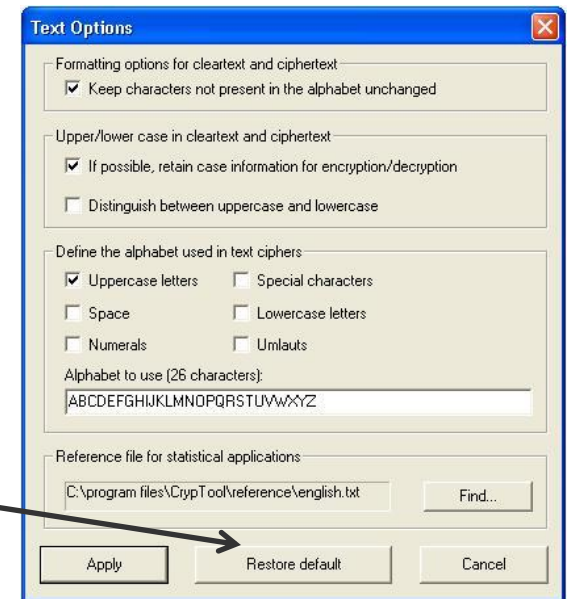 Text Options
Formatting options for cleartext and ciphertext
Keep characters not present in the alphabet unchanged
Upper/lower case in cleartext and ciphertext
If possible, retain case information for encryption/decryption
Distinguish between uppercase and lowercase
Define the alphabet used in text ciphers
Uppercase letters Special characters
Space Lowercase letters
Numerals Umlauts
Alphabet to use (26 characters):
ABCDEFGHIJKLMNOPQRSTUVWXYZ
Reference file for statistical applications
C:\program files\CrypTool\reference\english.txt Find...
Apply Restore default Cancel